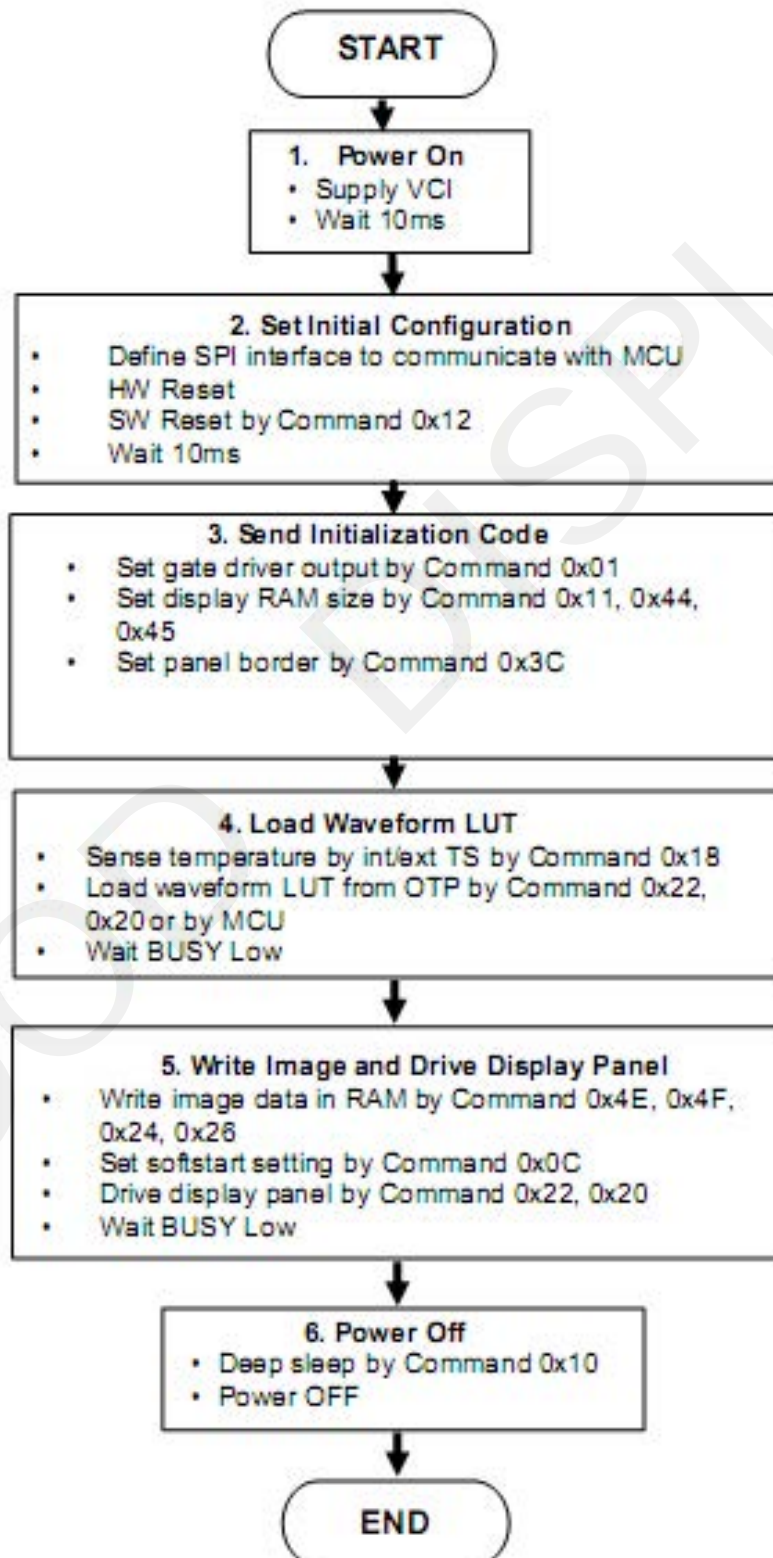 START
1. Power On
• Supply VCI
• Wait 10ms
2. Set Initial Configuration
• Define SPI interface to communicate with MCU
• HW Reset
• SW Reset by Command 0x12
• Wait 10ms
3. Send Initialization Code
• Set gate driver output by Command 0x01
• Set display RAM size by Command 0x11, 0x44,
0x45
• Set panel border by Command 0x3C
4. Load Waveform LUT
• Sense temperature by int/ext TS by Command 0x18
• Load waveform LUT from OTP by Command 0x22,
0x20 or by MCU
• Wait BUSY Low
5. Write Image and Drive Display Panel
• Write image data in RAM by Command 0x4E, 0x4F,
0x24, 0x26
• Set softstart setting by Command 0x0C
• Drive display panel by Command 0x22, 0x20
• Wait BUSY Low
6. Power Off
• Deep sleep by Command 0x10
• Power OFF
END